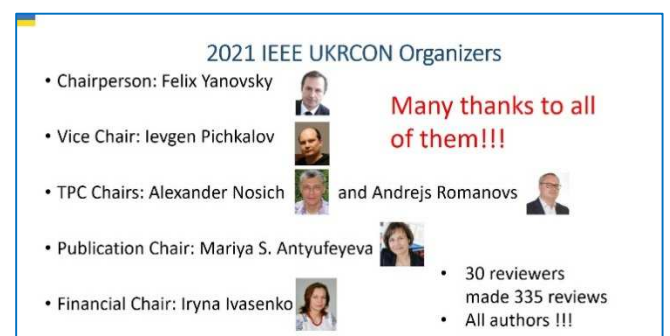 2021 IEEE UKRCON Organizers
• Chairperson: Felix Yanovsky
Many thanks to all
of them!!!
• Vice Chair: Ievgen Pichkalov
• TPC Chairs: Alexander Nosich and Andrejs Romanovs
• Publication Chair: Mariya S. Antyufeyeva
• Financial Chair: Iryna Ivasenko
• 30 reviewers
made 335 reviews
• All authors !!!